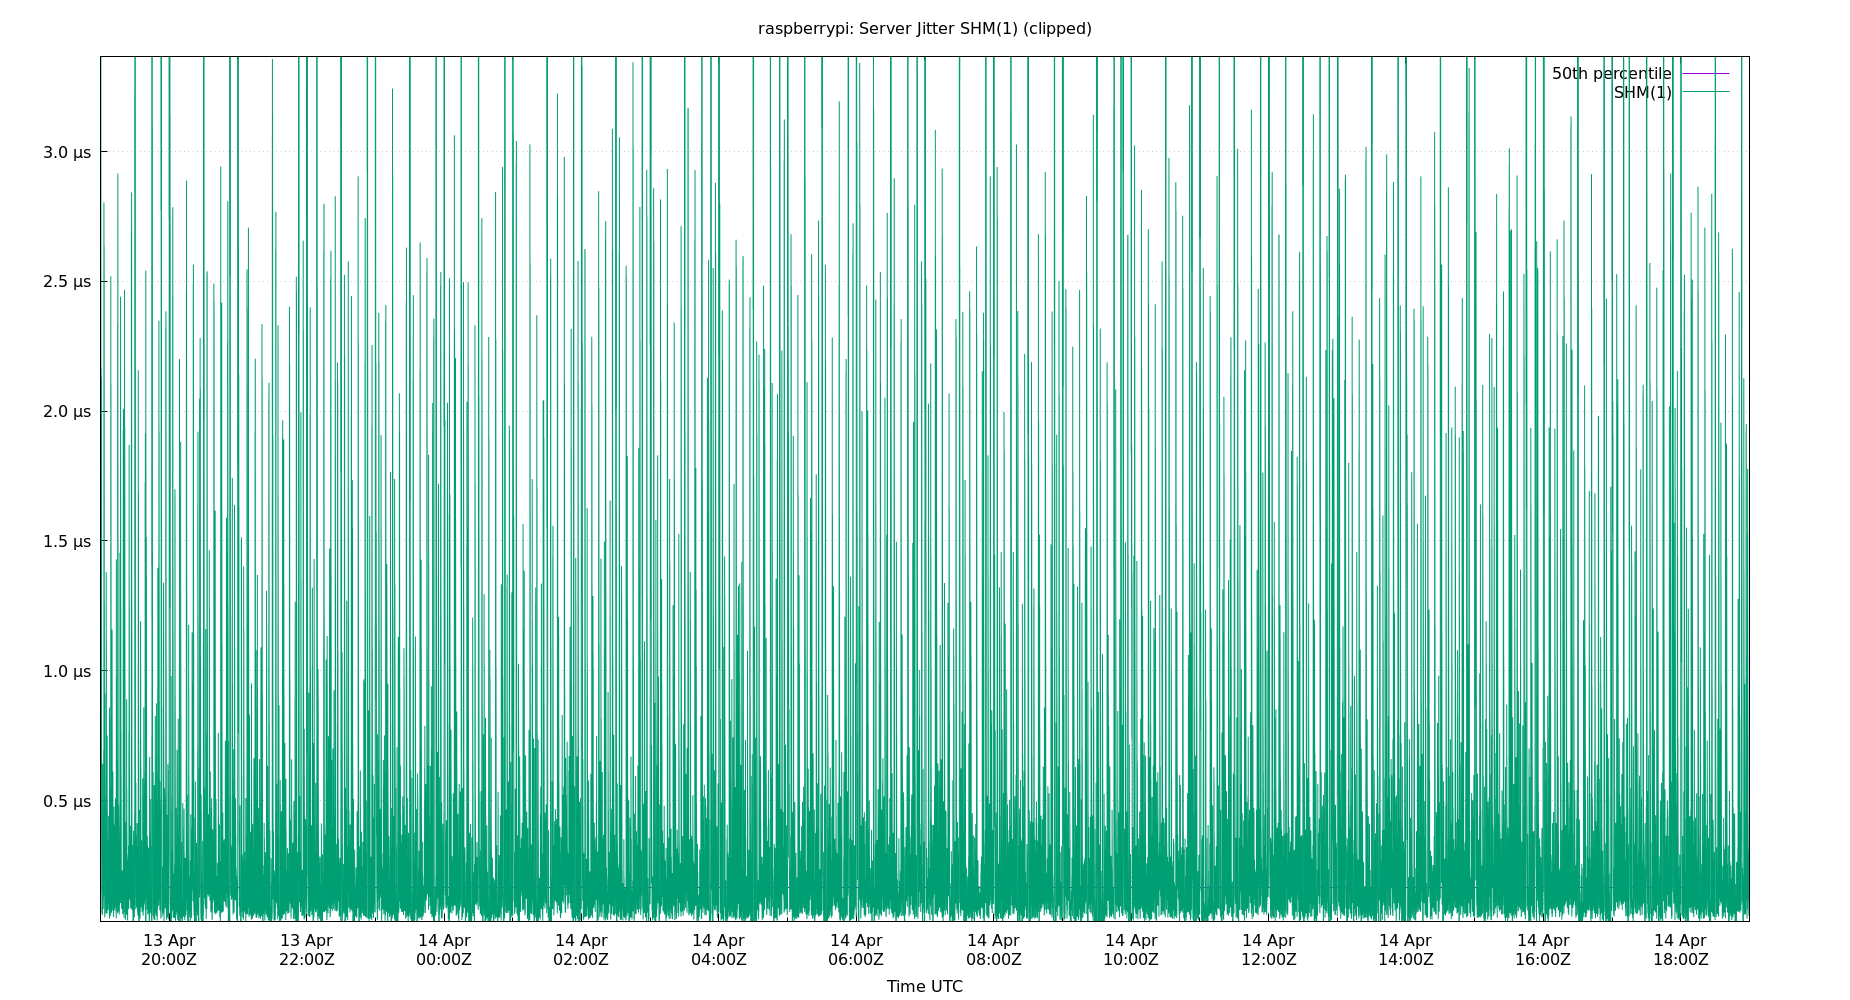 raspberrypi: Server Jitter SHM(1) (clipped)
50th percentile
SHM(1)
3.0 µs
2.5 µs
2.0 µs
1.5 µs
1.0 µs
0.5 µs
13 Apr 13 Apr 14 Apr 14 Apr 14 Apr 14 Apr 14 Apr 14 Apr 14 Apr 14 Apr 14 Apr 14 Apr
20:00Z 22:00Z 00:00Z 02:00Z 04:00Z 06:00Z 08:00Z 10:00Z 12:00Z 14:00Z 16:00Z 18:00Z
Time UTC